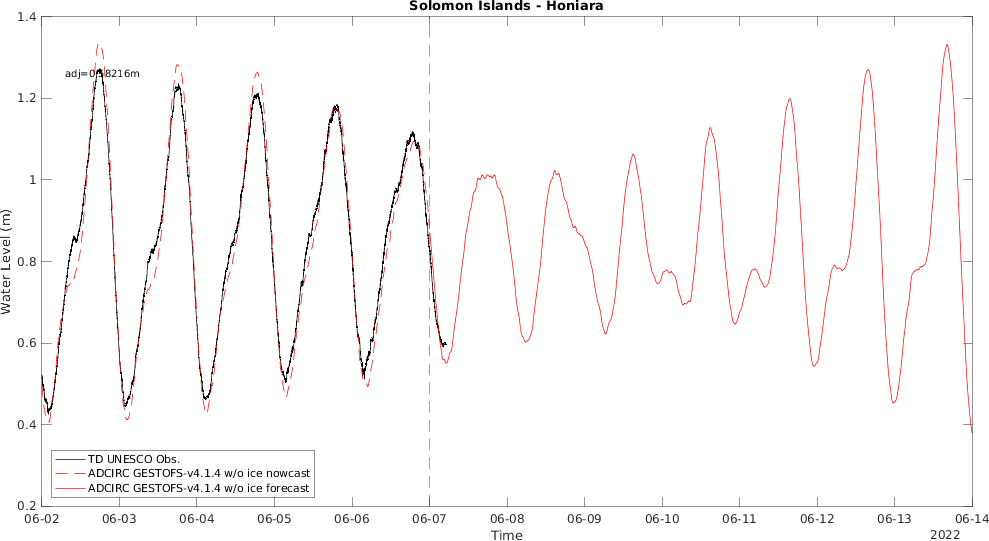 Solomon Islands - Honiara
1.4
1.2
1
0.8
0.6
0.4
0.2
Water Level (m)
TD UNESCO Obs.
ADCIRC GESTOFS-v4.1.4 w/o ice nowcast
ADCIRC GESTOFS-v4.1.4 w/o ice forecast
06-02 06-03 06-04 06-05 06-06 06-07 06-08 06-09 06-10 06-11 06-12 06-13 06-14
Time
2022